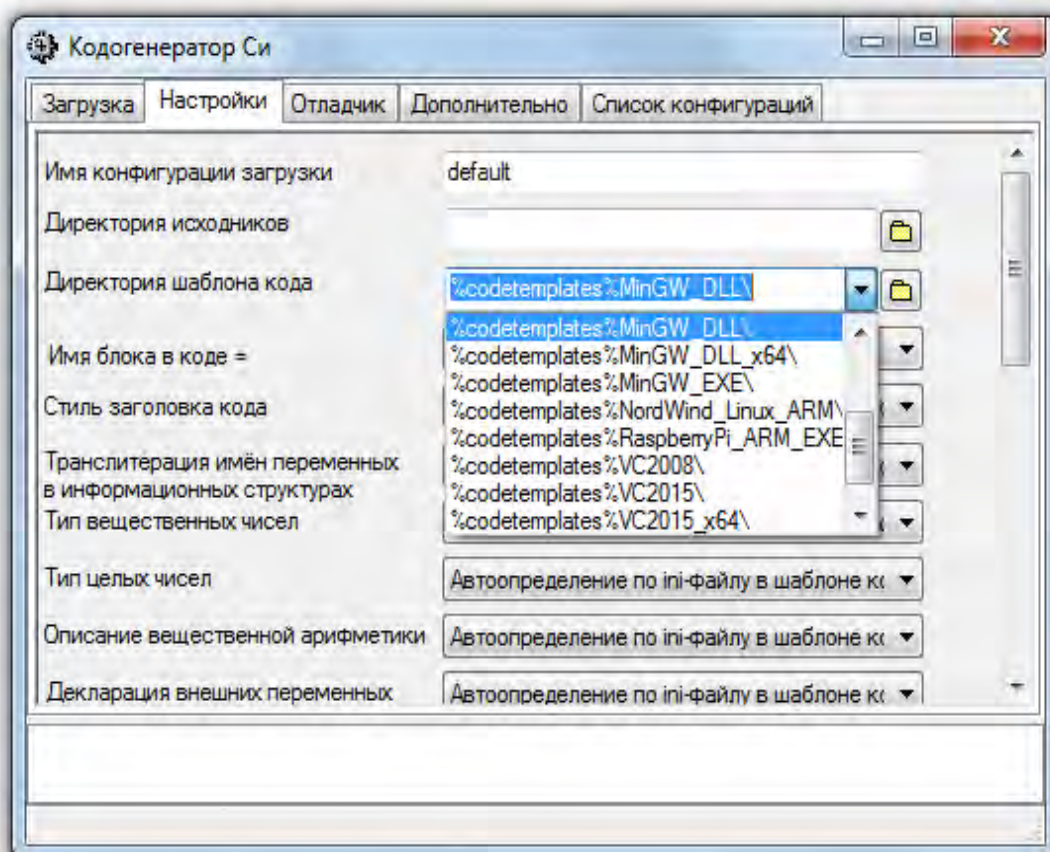 Кодогенератор Си
Загрузка Настройки Отладчик Дополнительно Список конфигураций
Имя конфигурации загрузки default
Директория исходников
Директория шаблона кода %codetemplates%MinGW_DLL\
%codetemplates%MinGW_DLL\
%codetemplates%MinGW_DLL_x64\
Имя блока в коде =
%codetemplates%MinGW_EXE\
Стиль заголовка кода %codetemplates%NordWind_Linux_ARM\
%codetemplates%RaspberryPi_ARM_EXE
Транслитерация имён переменных %codetemplates%VC2008\
в информационных структурах %codetemplates%VC2015\
Тип вещественных чисел %codetemplates%VC2015_x64\
Тип целых чисел Автоопределение по ini-файлу в шаблоне кс
Описание вещественной арифметики Автоопределение по ini-файлу в шаблоне кс
Декларация внешних переменных Автоопределение по ini-файлу в шаблоне кс